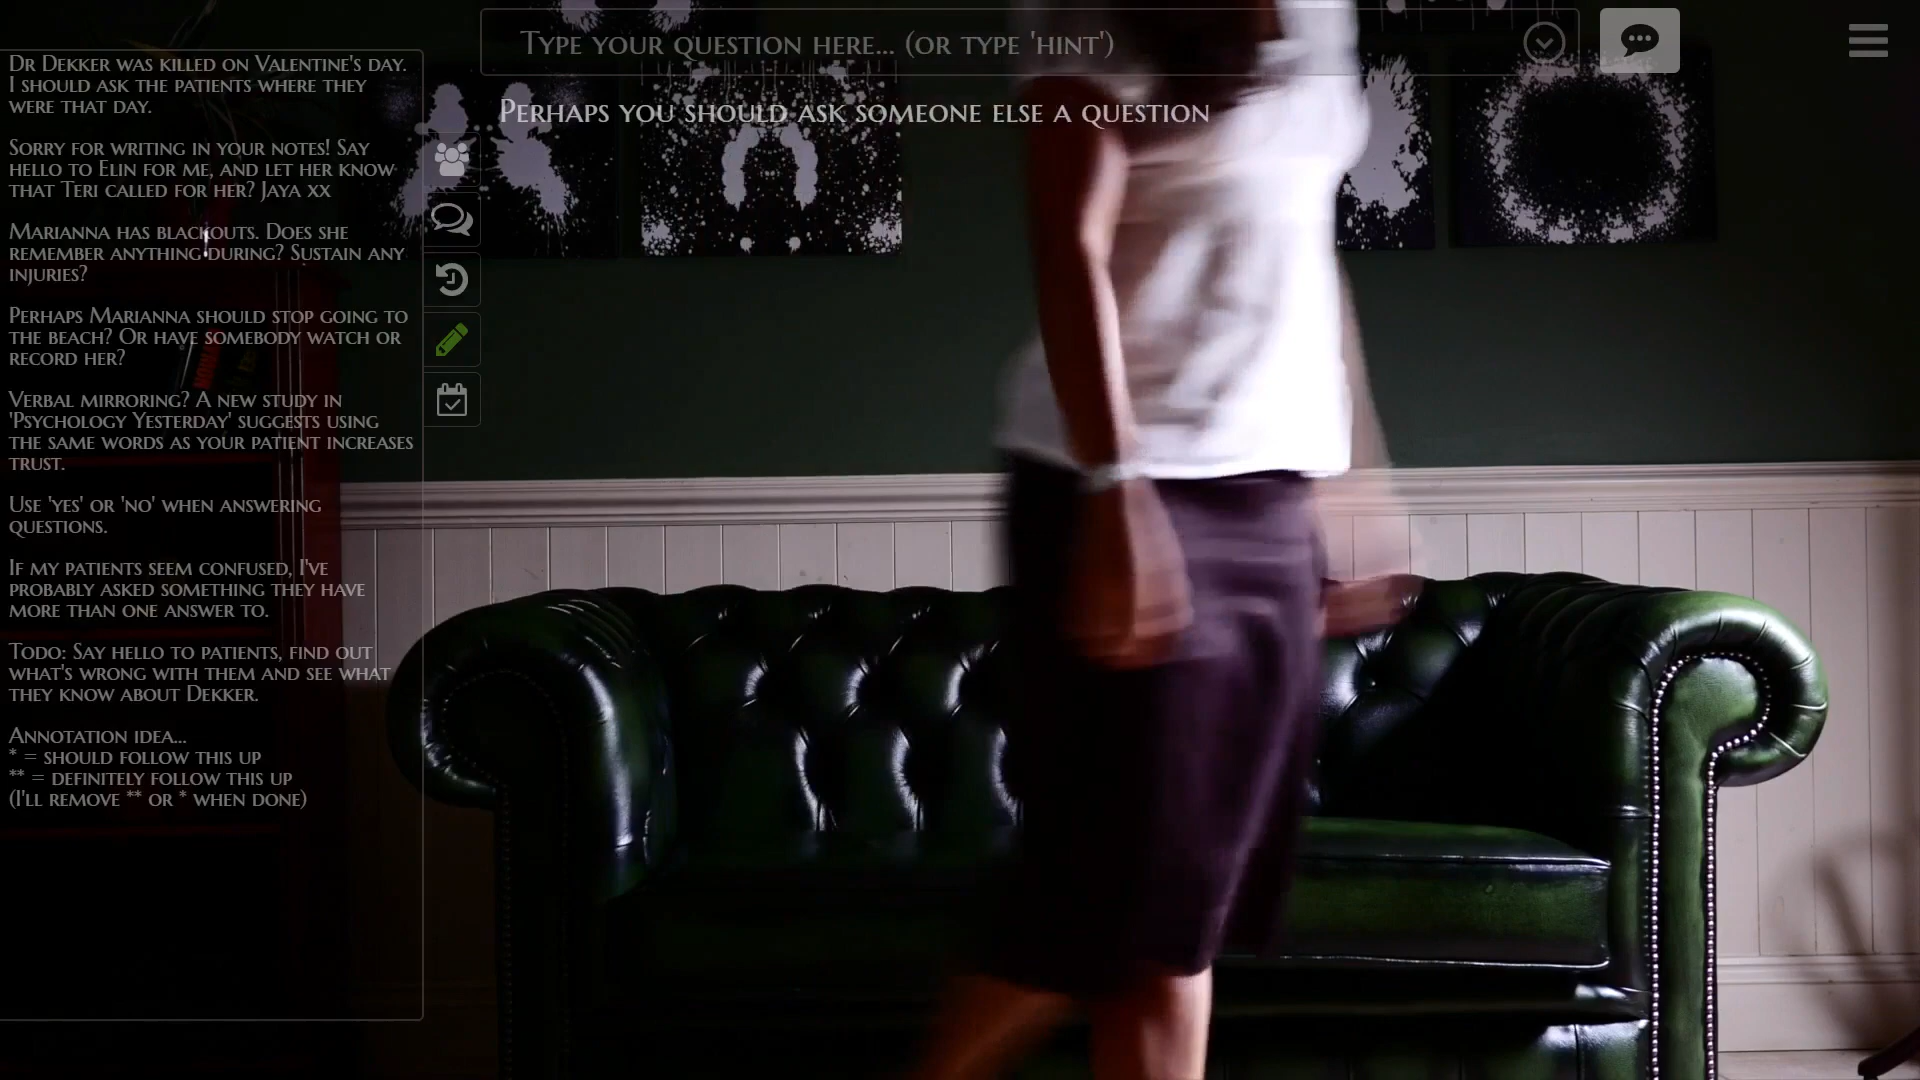 Type your question here... (or type 'hint')
Perhaps you should ask someone else a question
Dr Dekker was killed on Valentine's day.
I should ask the patients where they
were that day.
Sorry for writing in your notes! Say
hello to Elin for me, and let her know
that Teri called for her? Jaya xx
Marianna has blackouts. Does she
remember anything during? Sustain any
injuries?
Perhaps Marianna should stop going to
the beach? Or have somebody watch or
record her?
Verbal mirroring? A new study in
'Psychology Yesterday' suggests using
the same words as your patient increases
trust.
Use 'yes' or 'no' when answering
questions.
If my patients seem confused, I've
probably asked something they have
more than one answer to.
Todo: Say hello to patients, find out
what's wrong with them and see what
they know about Dekker.
Annotation idea...
* = should follow this up
** = definitely follow this up
(I'll remove ** or * when done)